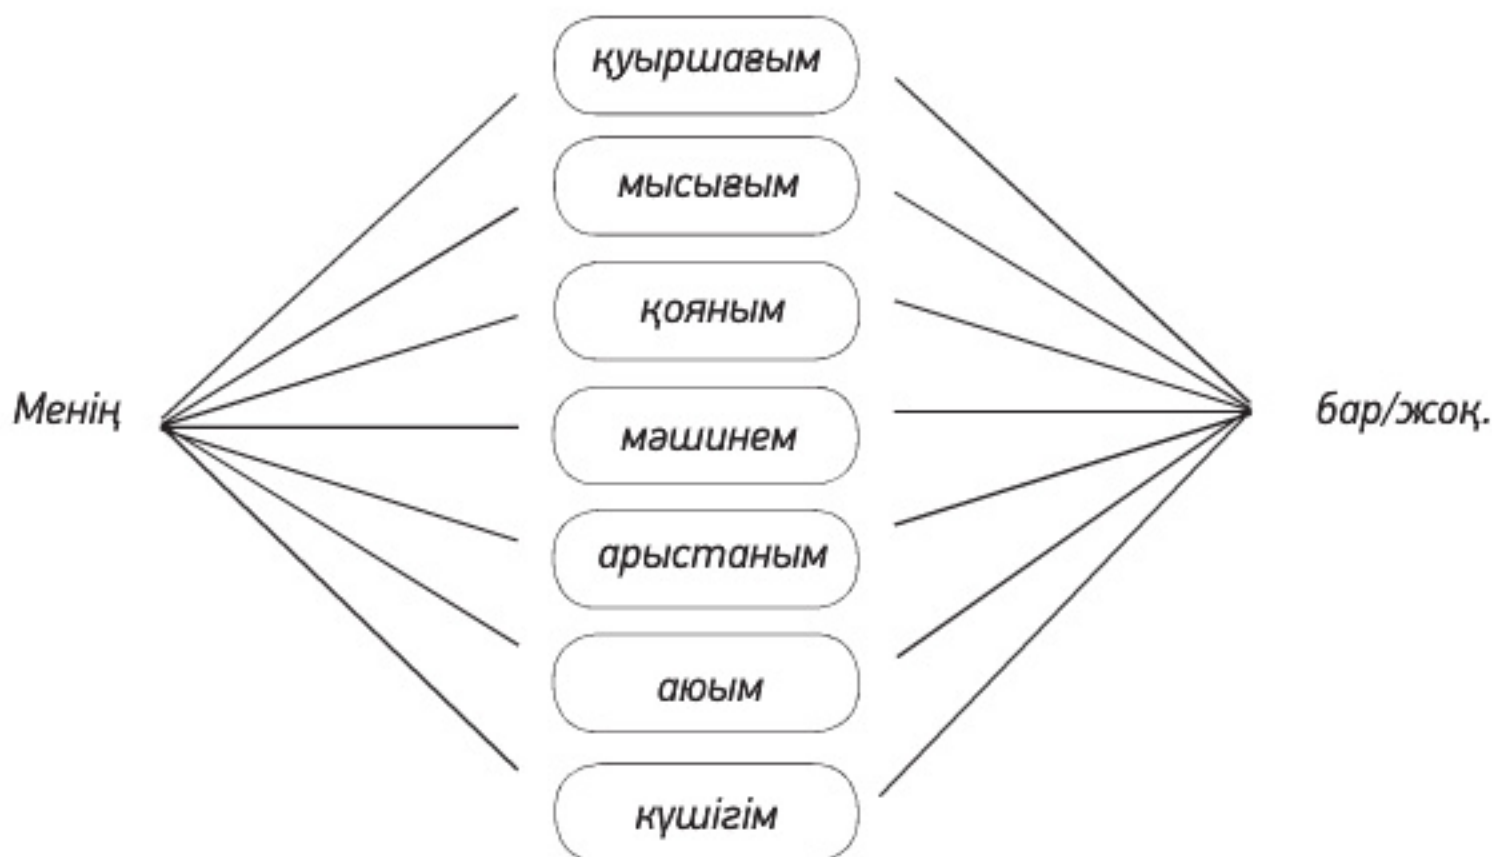 қуыршағым
мысығым
қояным
Менің
бар/жоқ.
мәшинем
арыстаным
аюым
күшігім